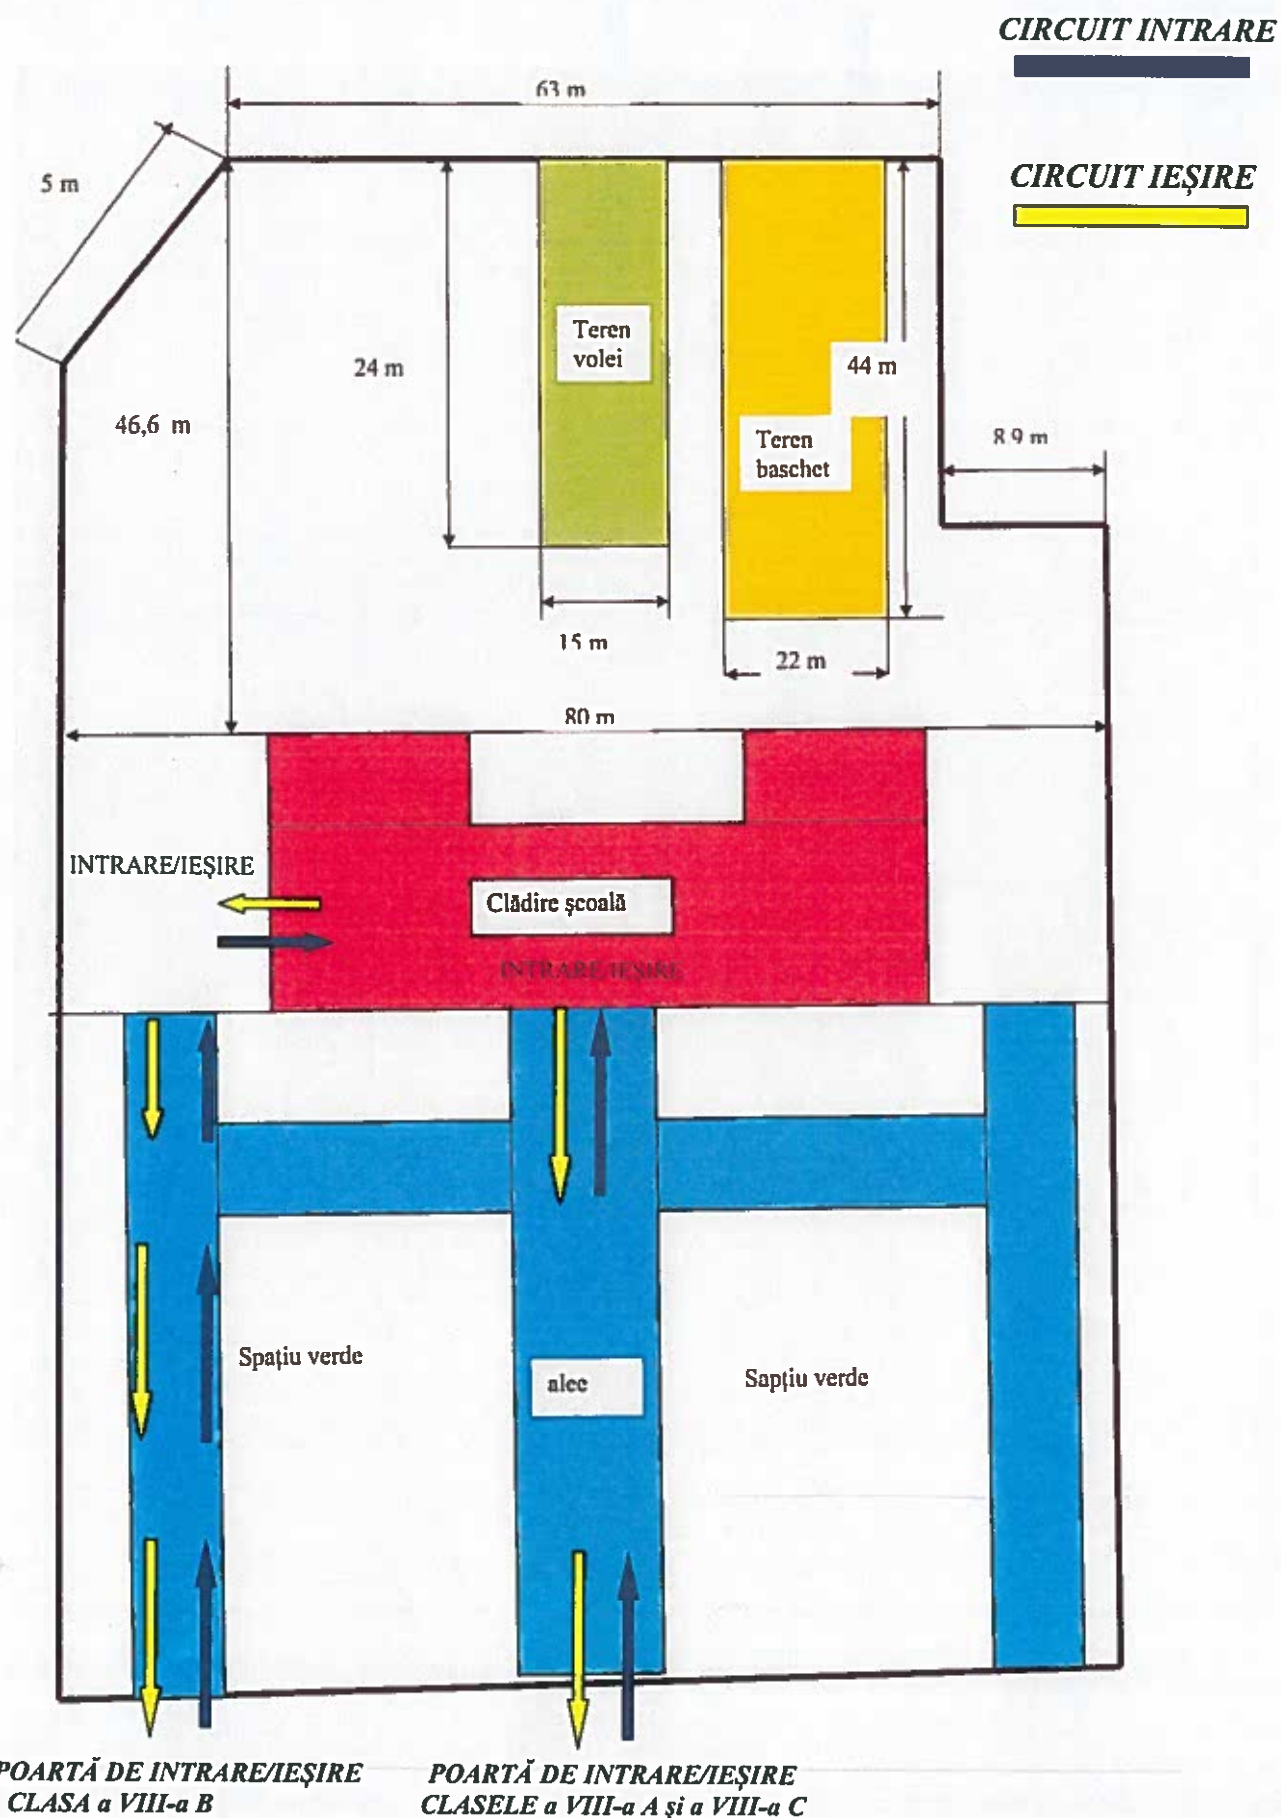 CIRCUIT INTRARE
63 m
5 m
CIRCUIT IEȘIRE
Teren
volei
24 m
44 m
46,6 m
Teren
baschet
8 9 m
15 m
22 m
80 m
INTRARE/IEȘIRE
Clădire școală
INTRARE/IEȘIRE
Spațiu verde
alee
Sapțiu verde
POARTĂ DE INTRARE/IEȘIRE
CLASA a VIII-a B
POARTĂ DE INTRARE/IEȘIRE
CLASELE a VIII-a A și a VIII-a C